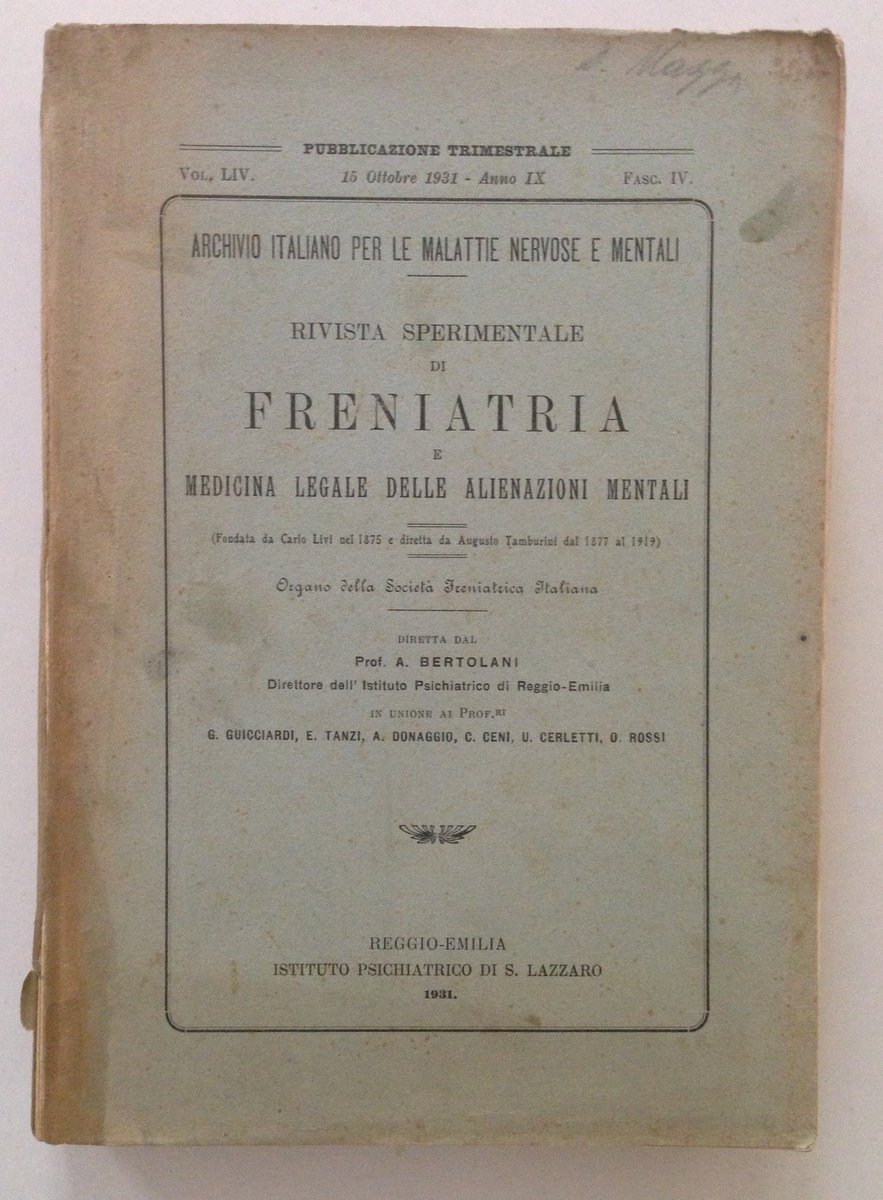 PUBBLICAZIONE TRIMESTRALE
VOL. LIV. 15 Ottobre 1931 - Anno IX FASC. IV.
ARCHIVIO ITALIANO PER LE MALATTIE NERVOSE E MENTALI
RIVISTA SPERIMENTALE
DI
FRENIATRIA
E
MEDICINA LEGALE DELLE ALIENAZIONI MENTALI
(Fondata da Carlo Livi nel 1875 e diretta da Augusto Tamburini dal 1877 al 1919)
Organo della Società Freniatrica Italiana
DIRETTA DAL
Prof. A. BERTOLANI
Direttore dell' Istituto Psichiatrico di Reggio-Emilia
IN UNIONE AI PROF.RI
G. GUICCIARDI, E. TANZI, A. DONAGGIO, C. CENI, U. CERLETTI, O. ROSSI
REGGIO-EMILIA
ISTITUTO PSICHIATRICO DI S. LAZZARO
1931.